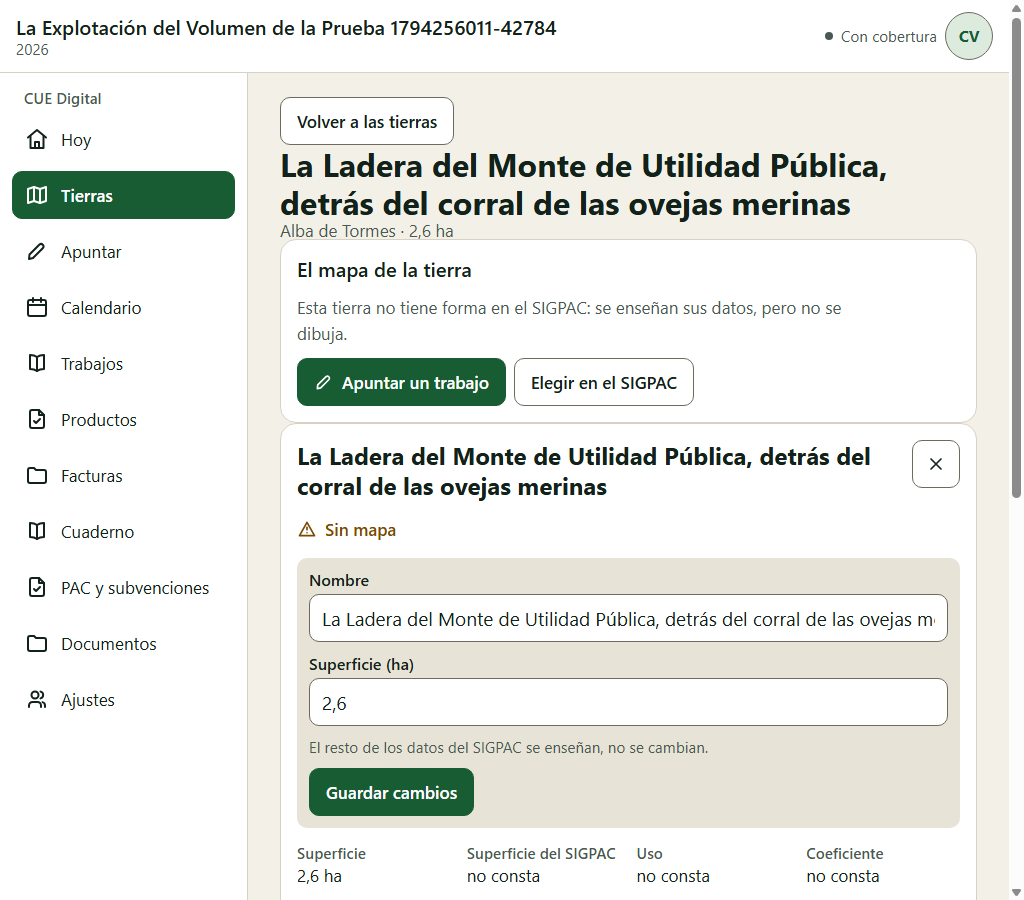 La Explotación del Volumen de la Prueba 1794256011-42784
2026
Con cobertura
CV
CUE Digital
Hoy
Tierras
Apuntar
Calendario
Trabajos
Productos
Facturas
Cuaderno
PAC y subvenciones
Documentos
Ajustes
Volver a las tierras
La Ladera del Monte de Utilidad Pública,
detrás del corral de las ovejas merinas
Alba de Tormes · 2,6 ha
El mapa de la tierra
Esta tierra no tiene forma en el SIGPAC: se enseñan sus datos, pero no se
dibuja.
Apuntar un trabajo
Elegir en el SIGPAC
La Ladera del Monte de Utilidad Pública, detrás del
corral de las ovejas merinas
Sin mapa
Nombre
La Ladera del Monte de Utilidad Pública, detrás del corral de las ovejas
Superficie (ha)
2,6
El resto de los datos del SIGPAC se enseñan, no se cambian.
Guardar cambios
Superficie
Superficie del SIGPAC
Uso
Coeficiente
2,6 ha
no consta
no consta
no consta